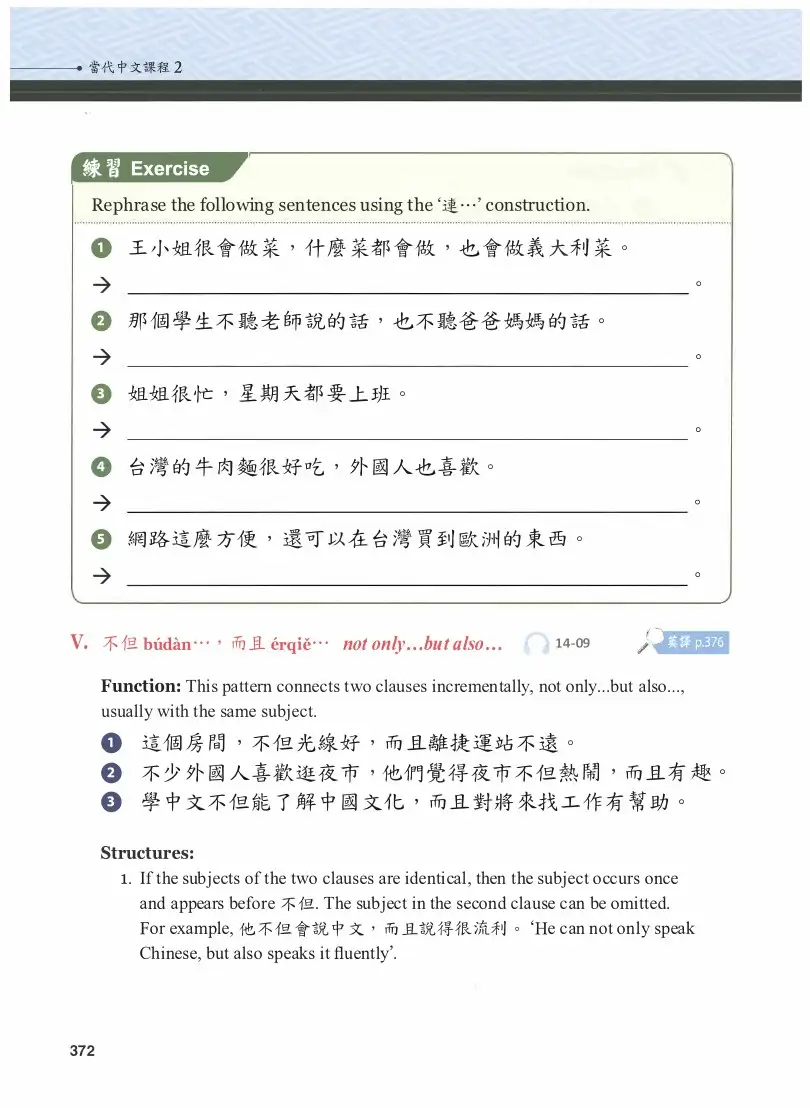 當代中文課程 2
練習 Exercise
Rephrase the following sentences using the ‘連…’ construction.
1 王小姐很會做菜，什麼菜都會做，也會做義大利菜。
→ 。
2 那個學生不聽老師說的話，也不聽爸爸媽媽的話。
→ 。
3 姐姐很忙，星期天都要上班。
→ 。
4 台灣的牛肉麵很好吃，外國人也喜歡。
→ 。
5 網路這麼方便，還可以在台灣買到歐洲的東西。
→ 。
V. 不但 búdàn…，而且 érqiě… not only…but also… 14-09 英譯 p.376
Function: This pattern connects two clauses incrementally, not only...but also...,
usually with the same subject.
1 這個房間，不但光線好，而且離捷運站不遠。
2 不少外國人喜歡逛夜市，他們覺得夜市不但熱鬧，而且有趣。
3 學中文不但能了解中國文化，而且對將來找工作有幫助。
Structures:
1. If the subjects of the two clauses are identical, then the subject occurs once
and appears before 不但. The subject in the second clause can be omitted.
For example, 他不但會說中文，而且說得很流利。 ‘He can not only speak
Chinese, but also speaks it fluently’.
372